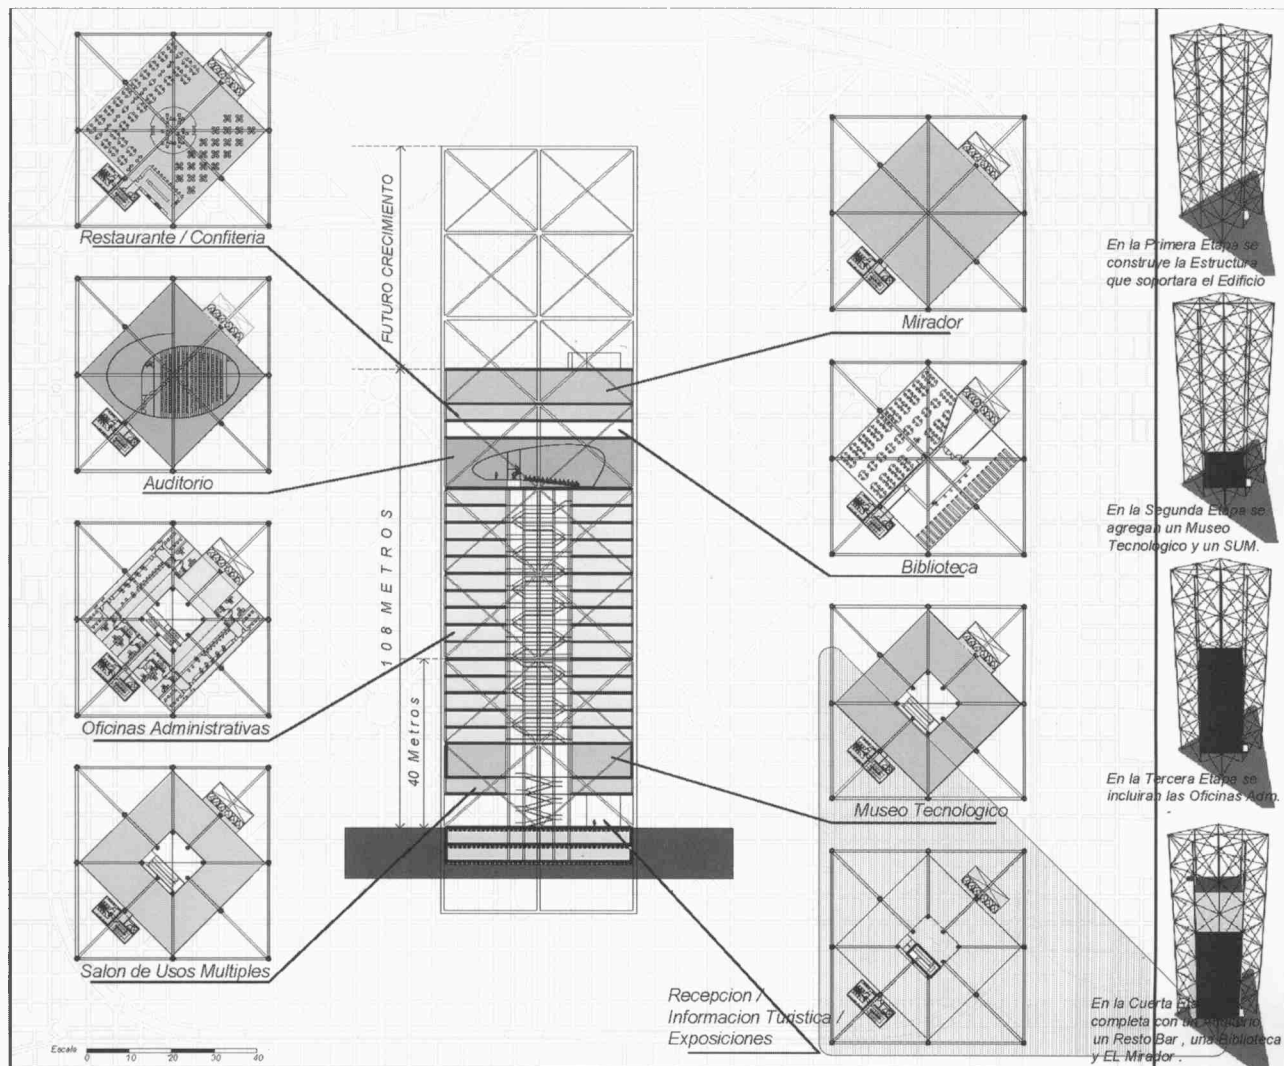 Restaurante / Confiteria
Auditorio
Oficinas Administrativas
Salon de Usos Multiples
Escala
0 10 20 30 40
FUTURO CRECIMIENTO
108 METROS
40 Metros
Mirador
Biblioteca
Museo Tecnologico
Recepcion /
Informacion Turistica /
Exposiciones
En la Primera Etapa se
construye la Estructura
que soportara el Edificio
En la Segunda Etapa se
agregan un Museo
Tecnologico y un SUM.
En la Tercera Etapa se
incluiran las Oficinas Adm.
En la Cuerta
completa con un
un Resto Bar , una Biblioteca
y EL Mirador .